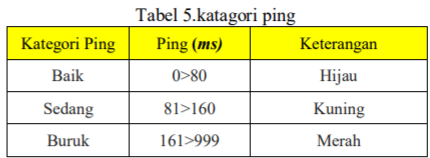 Tabel 5.katagori ping
Kategori Ping Ping (ms) Keterangan
Baik 0>80 Hijau
Sedang 81>160 Kuning
Buruk 161>999 Merah